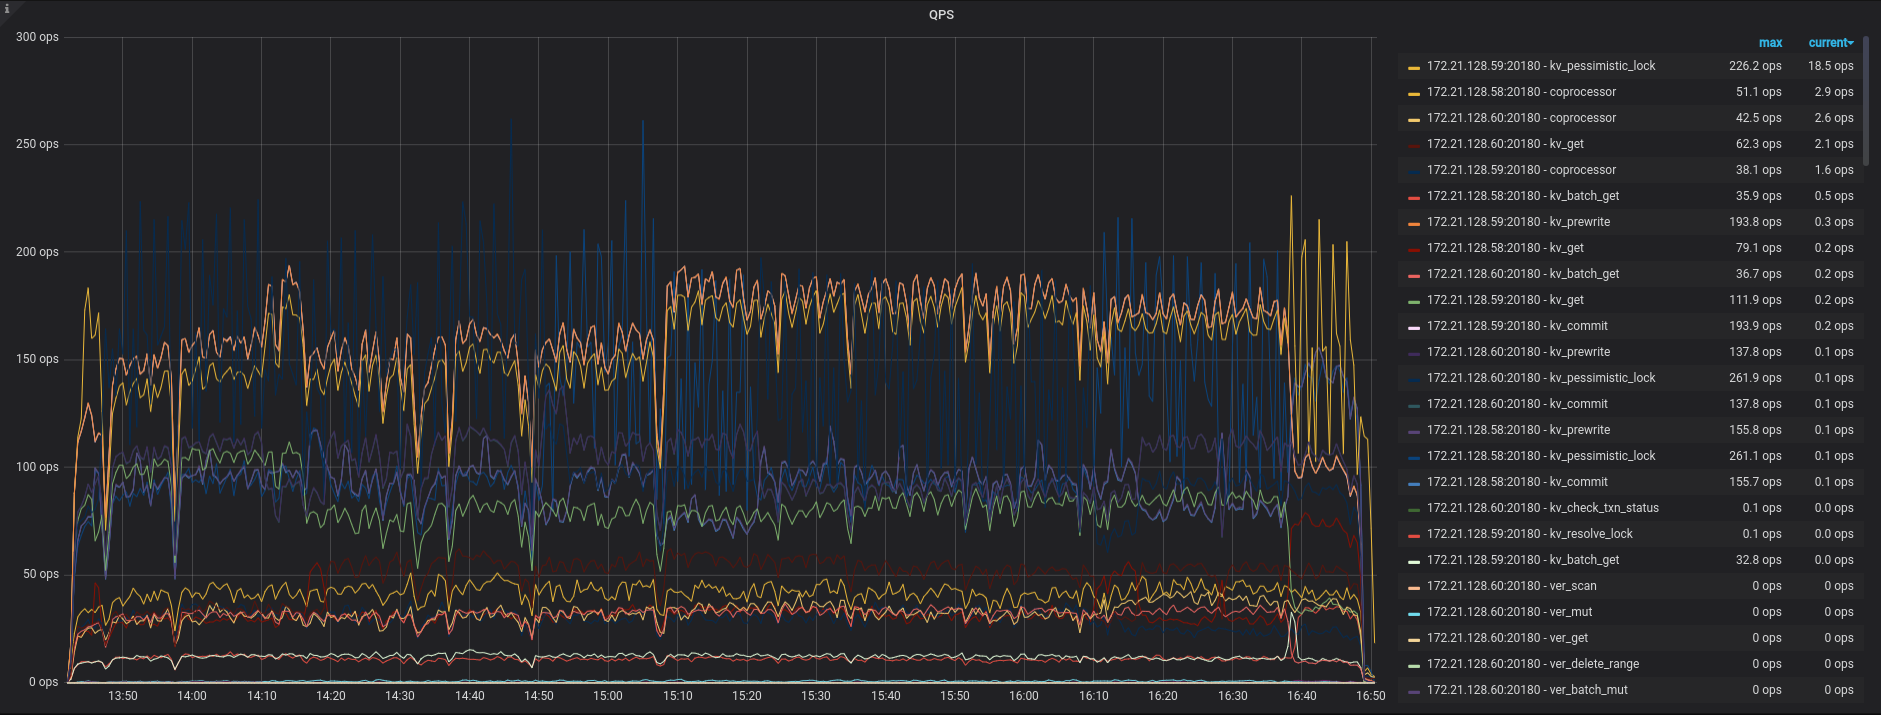 i
QPS
300 ops
250 ops
200 ops
150 ops
100 ops
50 ops
0 ops
13:50 14:00 14:10 14:20 14:30 14:40 14:50 15:00 15:10 15:20 15:30 15:40 15:50 16:00 16:10 16:20 16:30 16:40 16:50
max current
172.21.128.59:20180 - kv_pessimistic_lock 226.2 ops 18.5 ops
172.21.128.58:20180 - coprocessor 51.1 ops 2.9 ops
172.21.128.60:20180 - coprocessor 42.5 ops 2.6 ops
172.21.128.60:20180 - kv_get 62.3 ops 2.1 ops
172.21.128.59:20180 - coprocessor 38.1 ops 1.6 ops
172.21.128.58:20180 - kv_batch_get 35.9 ops 0.5 ops
172.21.128.59:20180 - kv_prewrite 193.8 ops 0.3 ops
172.21.128.58:20180 - kv_get 79.1 ops 0.2 ops
172.21.128.60:20180 - kv_batch_get 36.7 ops 0.2 ops
172.21.128.59:20180 - kv_get 111.9 ops 0.2 ops
172.21.128.59:20180 - kv_commit 193.9 ops 0.2 ops
172.21.128.60:20180 - kv_prewrite 137.8 ops 0.1 ops
172.21.128.60:20180 - kv_pessimistic_lock 261.9 ops 0.1 ops
172.21.128.60:20180 - kv_commit 137.8 ops 0.1 ops
172.21.128.58:20180 - kv_prewrite 155.8 ops 0.1 ops
172.21.128.58:20180 - kv_pessimistic_lock 261.1 ops 0.1 ops
172.21.128.58:20180 - kv_commit 155.7 ops 0.1 ops
172.21.128.58:20180 - kv_check_txn_status 0.1 ops 0.0 ops
172.21.128.59:20180 - kv_resolve_lock 0.1 ops 0.0 ops
172.21.128.59:20180 - kv_batch_get 32.8 ops 0.0 ops
172.21.128.60:20180 - ver_scan 0 ops 0 ops
172.21.128.60:20180 - ver_mut 0 ops 0 ops
172.21.128.60:20180 - ver_get 0 ops 0 ops
172.21.128.60:20180 - ver_delete_range 0 ops 0 ops
172.21.128.60:20180 - ver_batch_mut 0 ops 0 ops